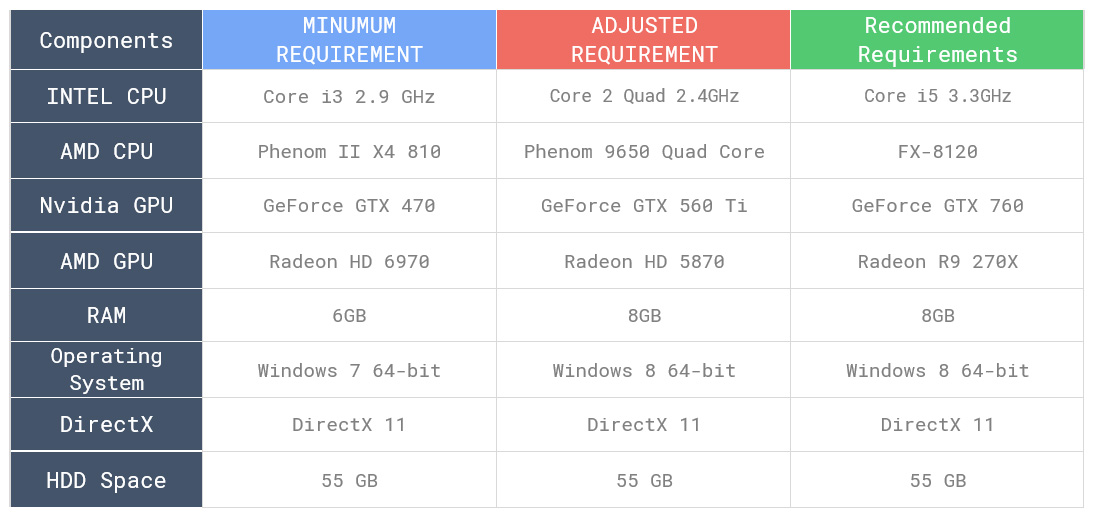 Components
MINUMUM
REQUIREMENT
ADJUSTED
REQUIREMENT
Recommended
Requirements
INTEL CPU
Core i3 2.9 GHz
Core 2 Quad 2.4GHz
Core i5 3.3GHz
AMD CPU
Phenom II X4 810
Phenom 9650 Quad Core
FX-8120
Nvidia GPU
GeForce GTX 470
GeForce GTX 560 Ti
GeForce GTX 760
AMD GPU
Radeon HD 6970
Radeon HD 5870
Radeon R9 270X
RAM
6GB
8GB
8GB
Operating
System
Windows 7 64-bit
Windows 8 64-bit
Windows 8 64-bit
DirectX
DirectX 11
DirectX 11
DirectX 11
HDD Space
55 GB
55 GB
55 GB